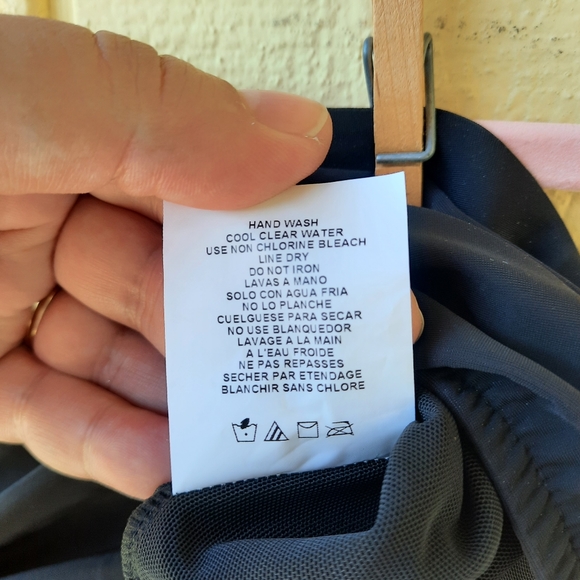 HAND WASH
COOL CLEAR WATER
USE NON CHLORINE BLEACH
LINE DRY
DO NOT IRON
LAVAS A MANO
SOLO CON AGUA FRIA
NO LO PLANCHE
CUELGUESE PARA SECAR
NO USE BLANQUEDOR
LAVAGE A LA MAIN
A L'EAU FROIDE
NE PAS REPASSES
SECHER PAR ETENDAGE
BLANCHIR SANS CHLORE